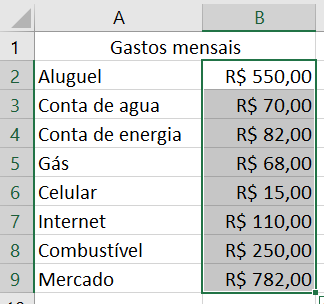 A B
1 Gastos mensais
2 Aluguel R$ 550,00
3 Conta de agua R$ 70,00
4 Conta de energia R$ 82,00
5 Gás R$ 68,00
6 Celular R$ 15,00
7 Internet R$ 110,00
8 Combustível R$ 250,00
9 Mercado R$ 782,00